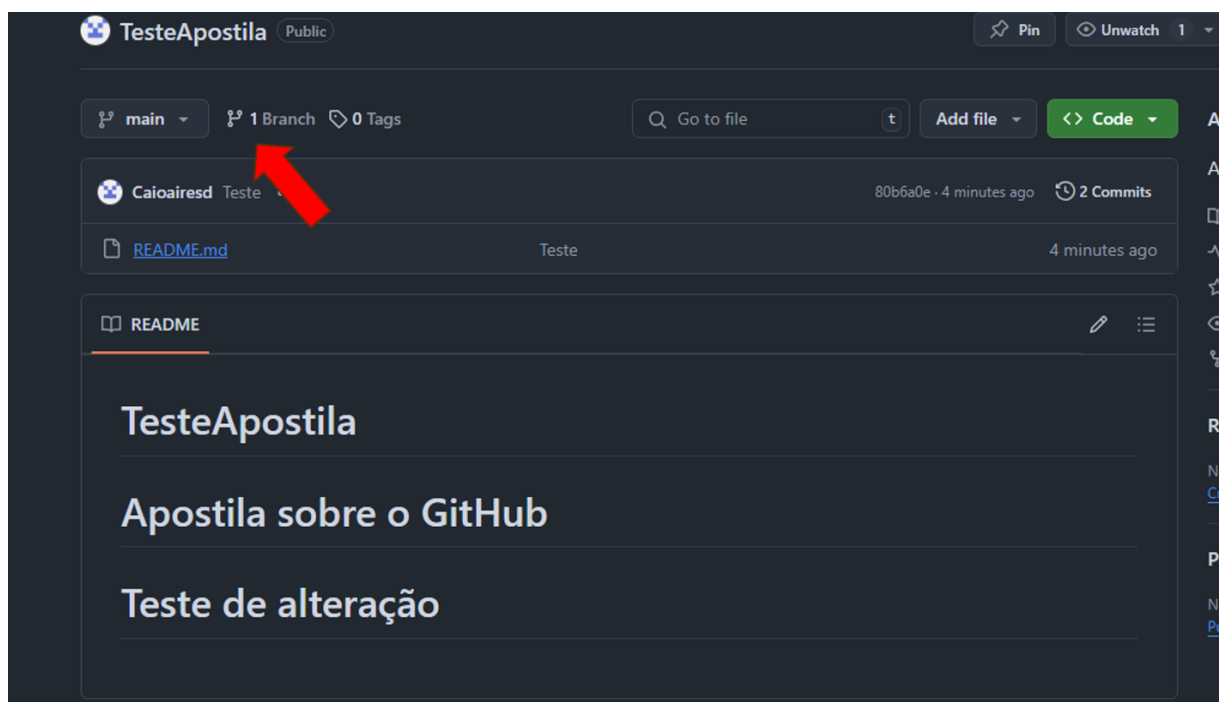 TesteApostila Public Pin Unwatch 1
main 1 Branch 0 Tags Go to file t Add file Code
Caioairesd Teste 80b6a0e · 4 minutes ago 2 Commits
README.md Teste 4 minutes ago
README
TesteApostila
Apostila sobre o GitHub
Teste de alteração